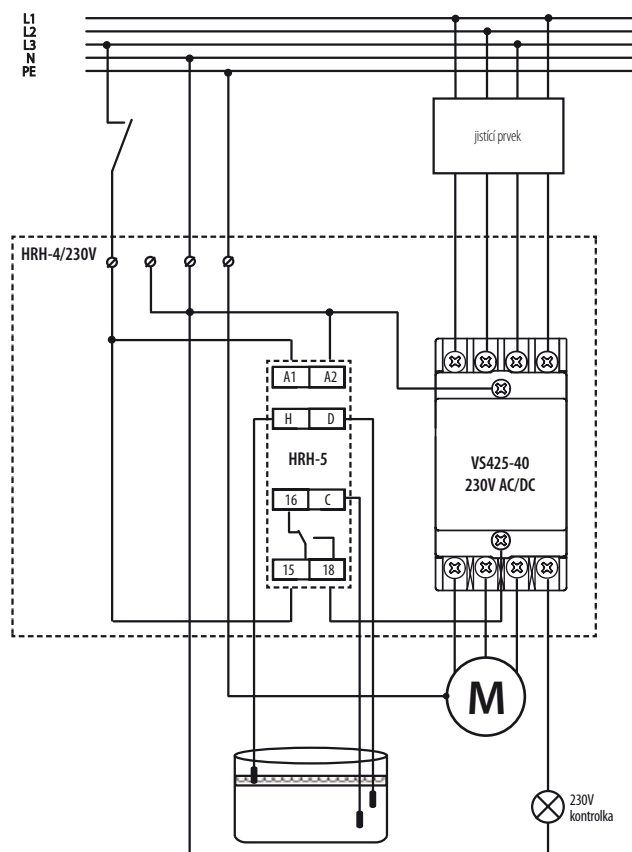 L1
L2
L3
N
PE
jistící prvek
HRH-4/230V
A1 A2
H D
HRH-5
16 C
15 18
VS425-40
230V AC/DC
M
230V
kontrolka